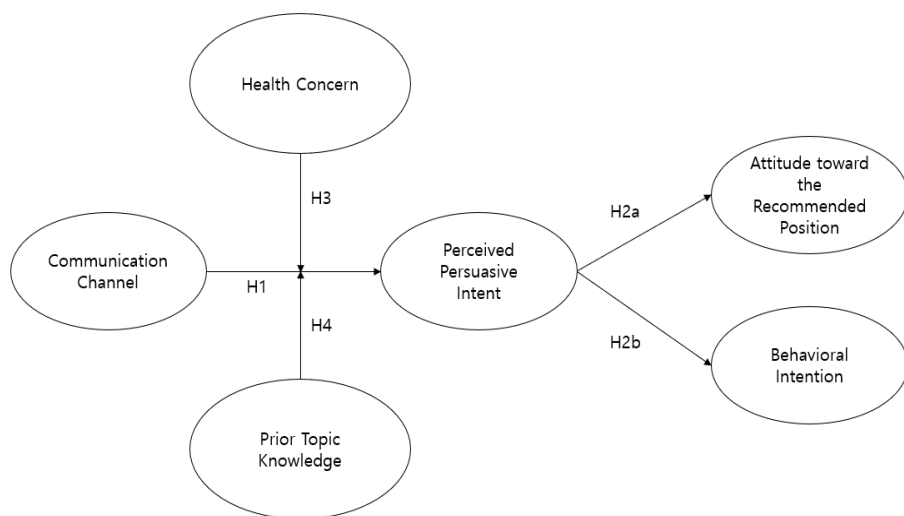 Health Concern
H3
Communication
Channel
H1
H4
Prior Topic
Knowledge
Perceived
Persuasive
Intent
H2a
H2b
Attitude toward
the
Recommended
Position
Behavioral
Intention